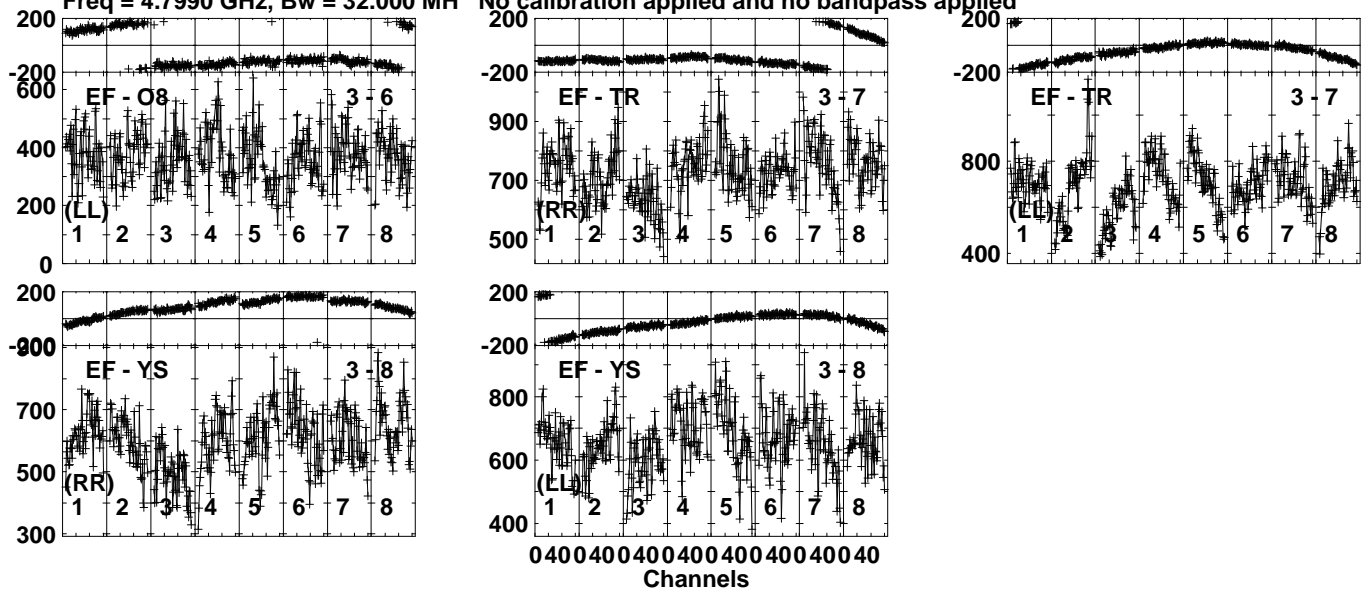 Freq = 4.7990 GHz, Bw = 32.000 MH No calibration applied and no bandpass applied
200
-200
600
400
200
0
EF - O8 3 - 6
(LL)
1 2 3 4 5 6 7 8
200
-200
900
700
500
EF - TR 3 - 7
(RR)
1 2 3 4 5 6 7 8
200
-200
800
400
EF - TR 3 - 7
(LL)
1 2 3 4 5 6 7 8
200
-200
900
700
500
300
EF - YS 3 - 8
(RR)
1 2 3 4 5 6 7 8
200
-200
800
600
400
EF - YS 3 - 8
(LL)
1 2 3 4 5 6 7 8
0 40 0 40 0 40 0 40 0 40 0 40 0 40 0 40
Channels